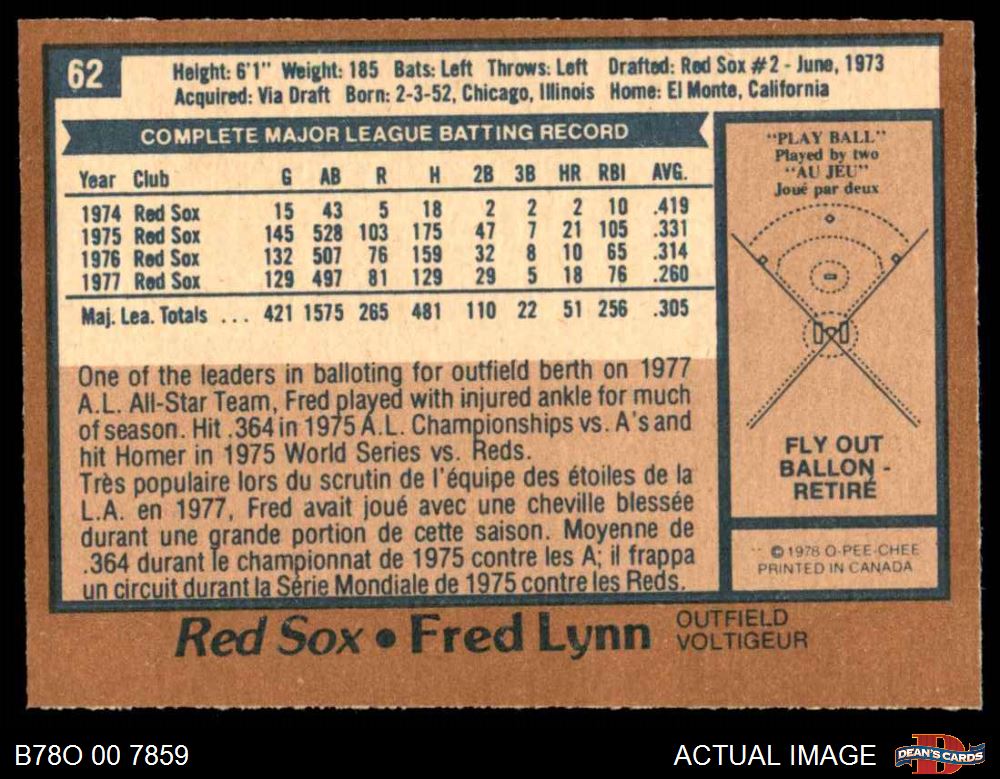 62
Height: 6'1" Weight: 185 Bats: Left Throws: Left Drafted: Red Sox #2 - June, 1973
Acquired: Via Draft Born: 2-3-52, Chicago, Illinois Home: El Monte, California
COMPLETE MAJOR LEAGUE BATTING RECORD
Year Club G AB R H 2B 3B HR RBI AVG.
1974 Red Sox 15 43 5 18 2 2 2 10 .419
1975 Red Sox 145 528 103 175 47 7 21 105 .331
1976 Red Sox 132 507 76 159 32 8 10 65 .314
1977 Red Sox 129 497 81 129 29 5 18 76 .260
Maj. Lea. Totals ... 421 1575 265 481 110 22 51 256 .305
One of the leaders in balloting for outfield berth on 1977
A.L. All-Star Team, Fred played with injured ankle for much
of season. Hit .364 in 1975 A.L. Championships vs. A's and
hit Homer in 1975 World Series vs. Reds.
Très populaire lors du scrutin de l'équipe des étoiles de la
L.A. en 1977, Fred avait joué avec une cheville blessée
durant une grande portion de cette saison. Moyenne de
.364 durant le championnat de 1975 contre les A; il frappa
un circuit durant la Série Mondiale de 1975 contre les Reds.
"PLAY BALL"
Played by two
"AU JEU"
Joué par deux
FLY OUT
BALLON -
RETIRÉ
© 1978 O-PEE-CHEE
PRINTED IN CANADA
Red Sox • Fred Lynn
OUTFIELD
VOLTIGEUR
B78O 00 7859
ACTUAL IMAGE
D
DEAN'S CARDS